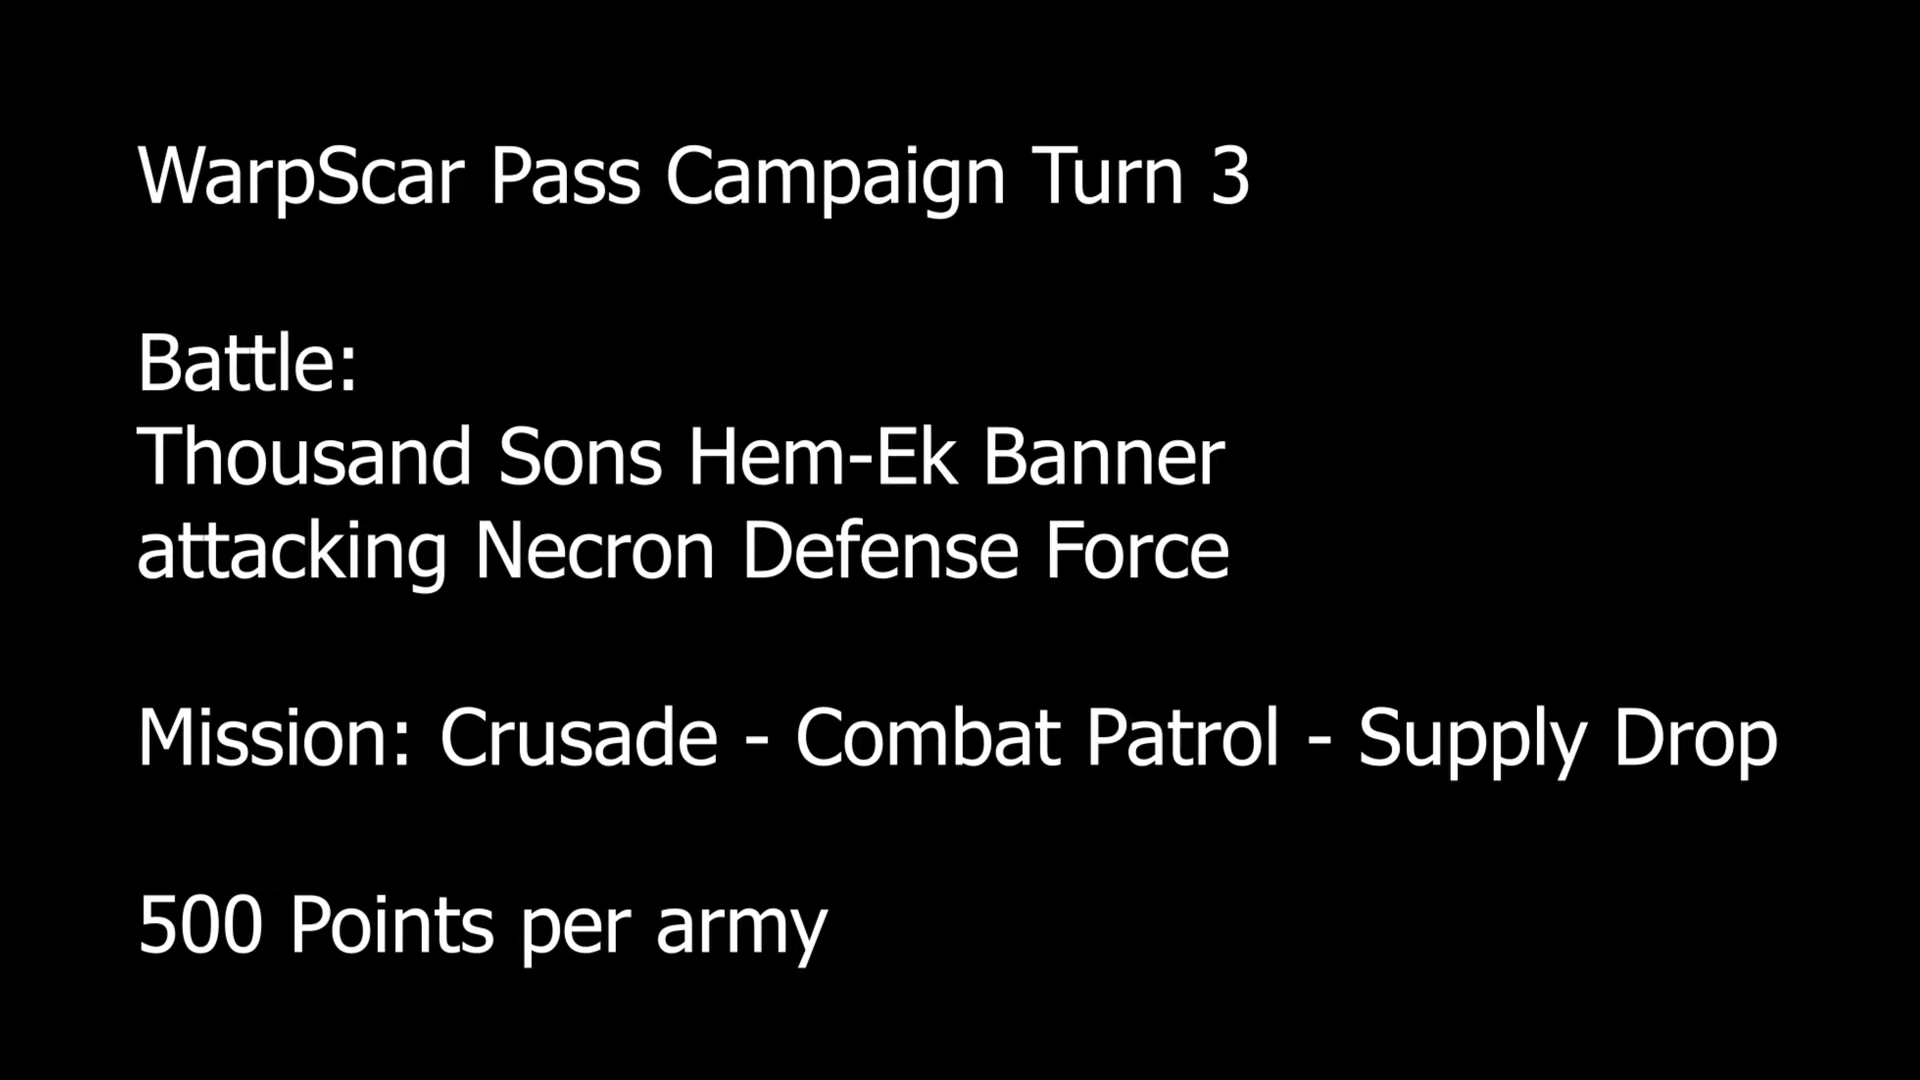 WarpScar Pass Campaign Turn 3
Battle:
Thousand Sons Hem-Ek Banner
attacking Necron Defense Force
Mission: Crusade - Combat Patrol - Supply Drop
500 Points per army